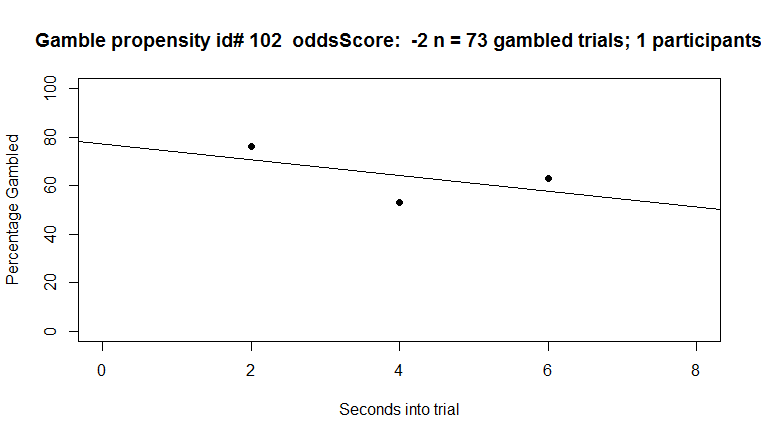 Gamble propensity id# 102  oddsScore:  -2 n = 73 gambled trials; 1 participants
Percentage Gambled
100
80
60
40
20
0
0 2 4 6 8
Seconds into trial